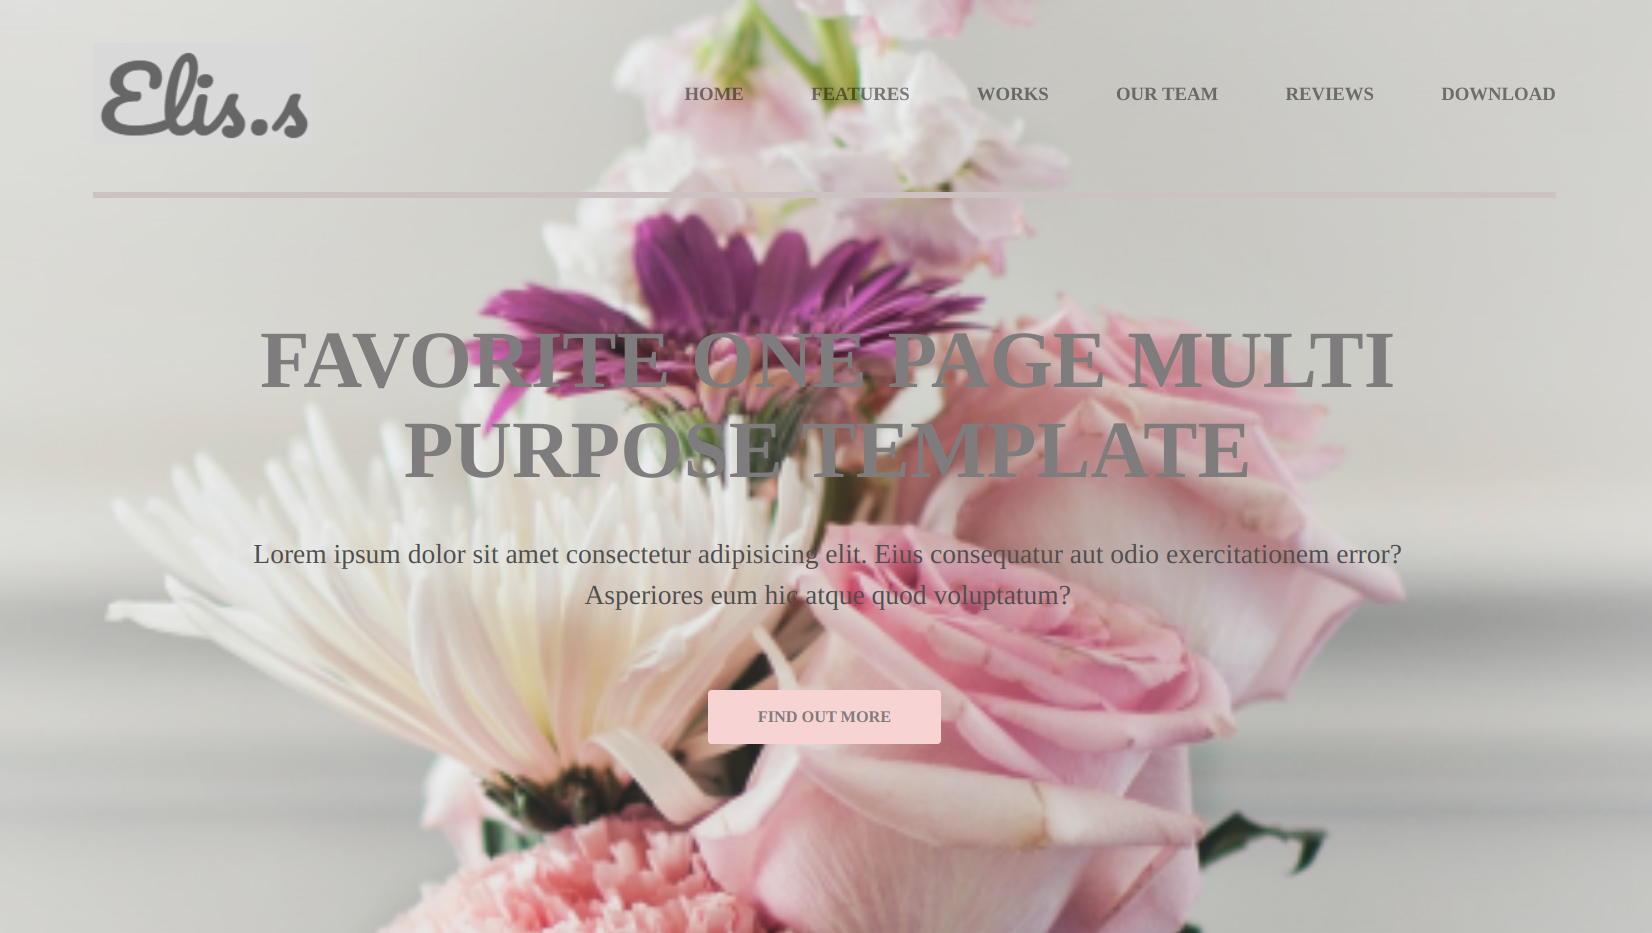 Elis.s
HOME FEATURES WORKS OUR TEAM REVIEWS DOWNLOAD
FAVORITE ONE PAGE MULTI
PURPOSE TEMPLATE
Lorem ipsum dolor sit amet consectetur adipisicing elit. Eius consequatur aut odio exercitationem error?
Asperiores eum hic atque quod voluptatum?
FIND OUT MORE